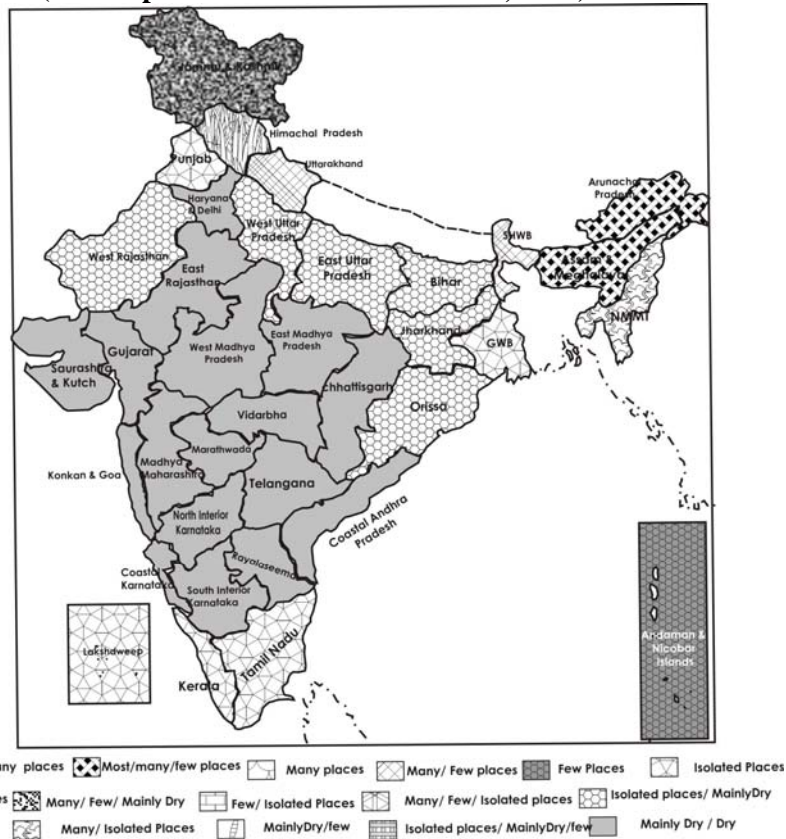 Jammu & Kashmir
Himachal Pradesh
Punjab
Uttarakhand
Haryana
& Delhi
Arunachal
Pradesh
West Uttar
Pradesh
SHWB
West Rajasthan
East
Rajasthan
East Uttar
Pradesh
Bihar
Assam &
Meghalaya
NMMT
Jharkhand
GWB
Gujarat
West Madhya
Pradesh
East Madhya
Pradesh
Saurashtra
& Kutch
chhattisgarh
Orissa
Vidarbha
Konkan & Goa
Madhya
Maharashtra
Marathwada
Telangana
North Interior
Karnataka
Coastal Andhra
Pradesh
Coastal
Karnataka
Rayalaseema
South Interior
Karnataka
Lakshdweep
Andaman &
Nicobar
Islands
Kerala
Tamil Nadu
any places Most/many/few places Many places Many/ Few places Few Places Isolated Places
Many/ Few/ Mainly Dry Few/ Isolated places Many/ Few/ Isolated places Isolated places/ MainlyDry
Many/ Isolated Places MainlyDry/few Isolated places/ MainlyDry/few Mainly Dry / Dry